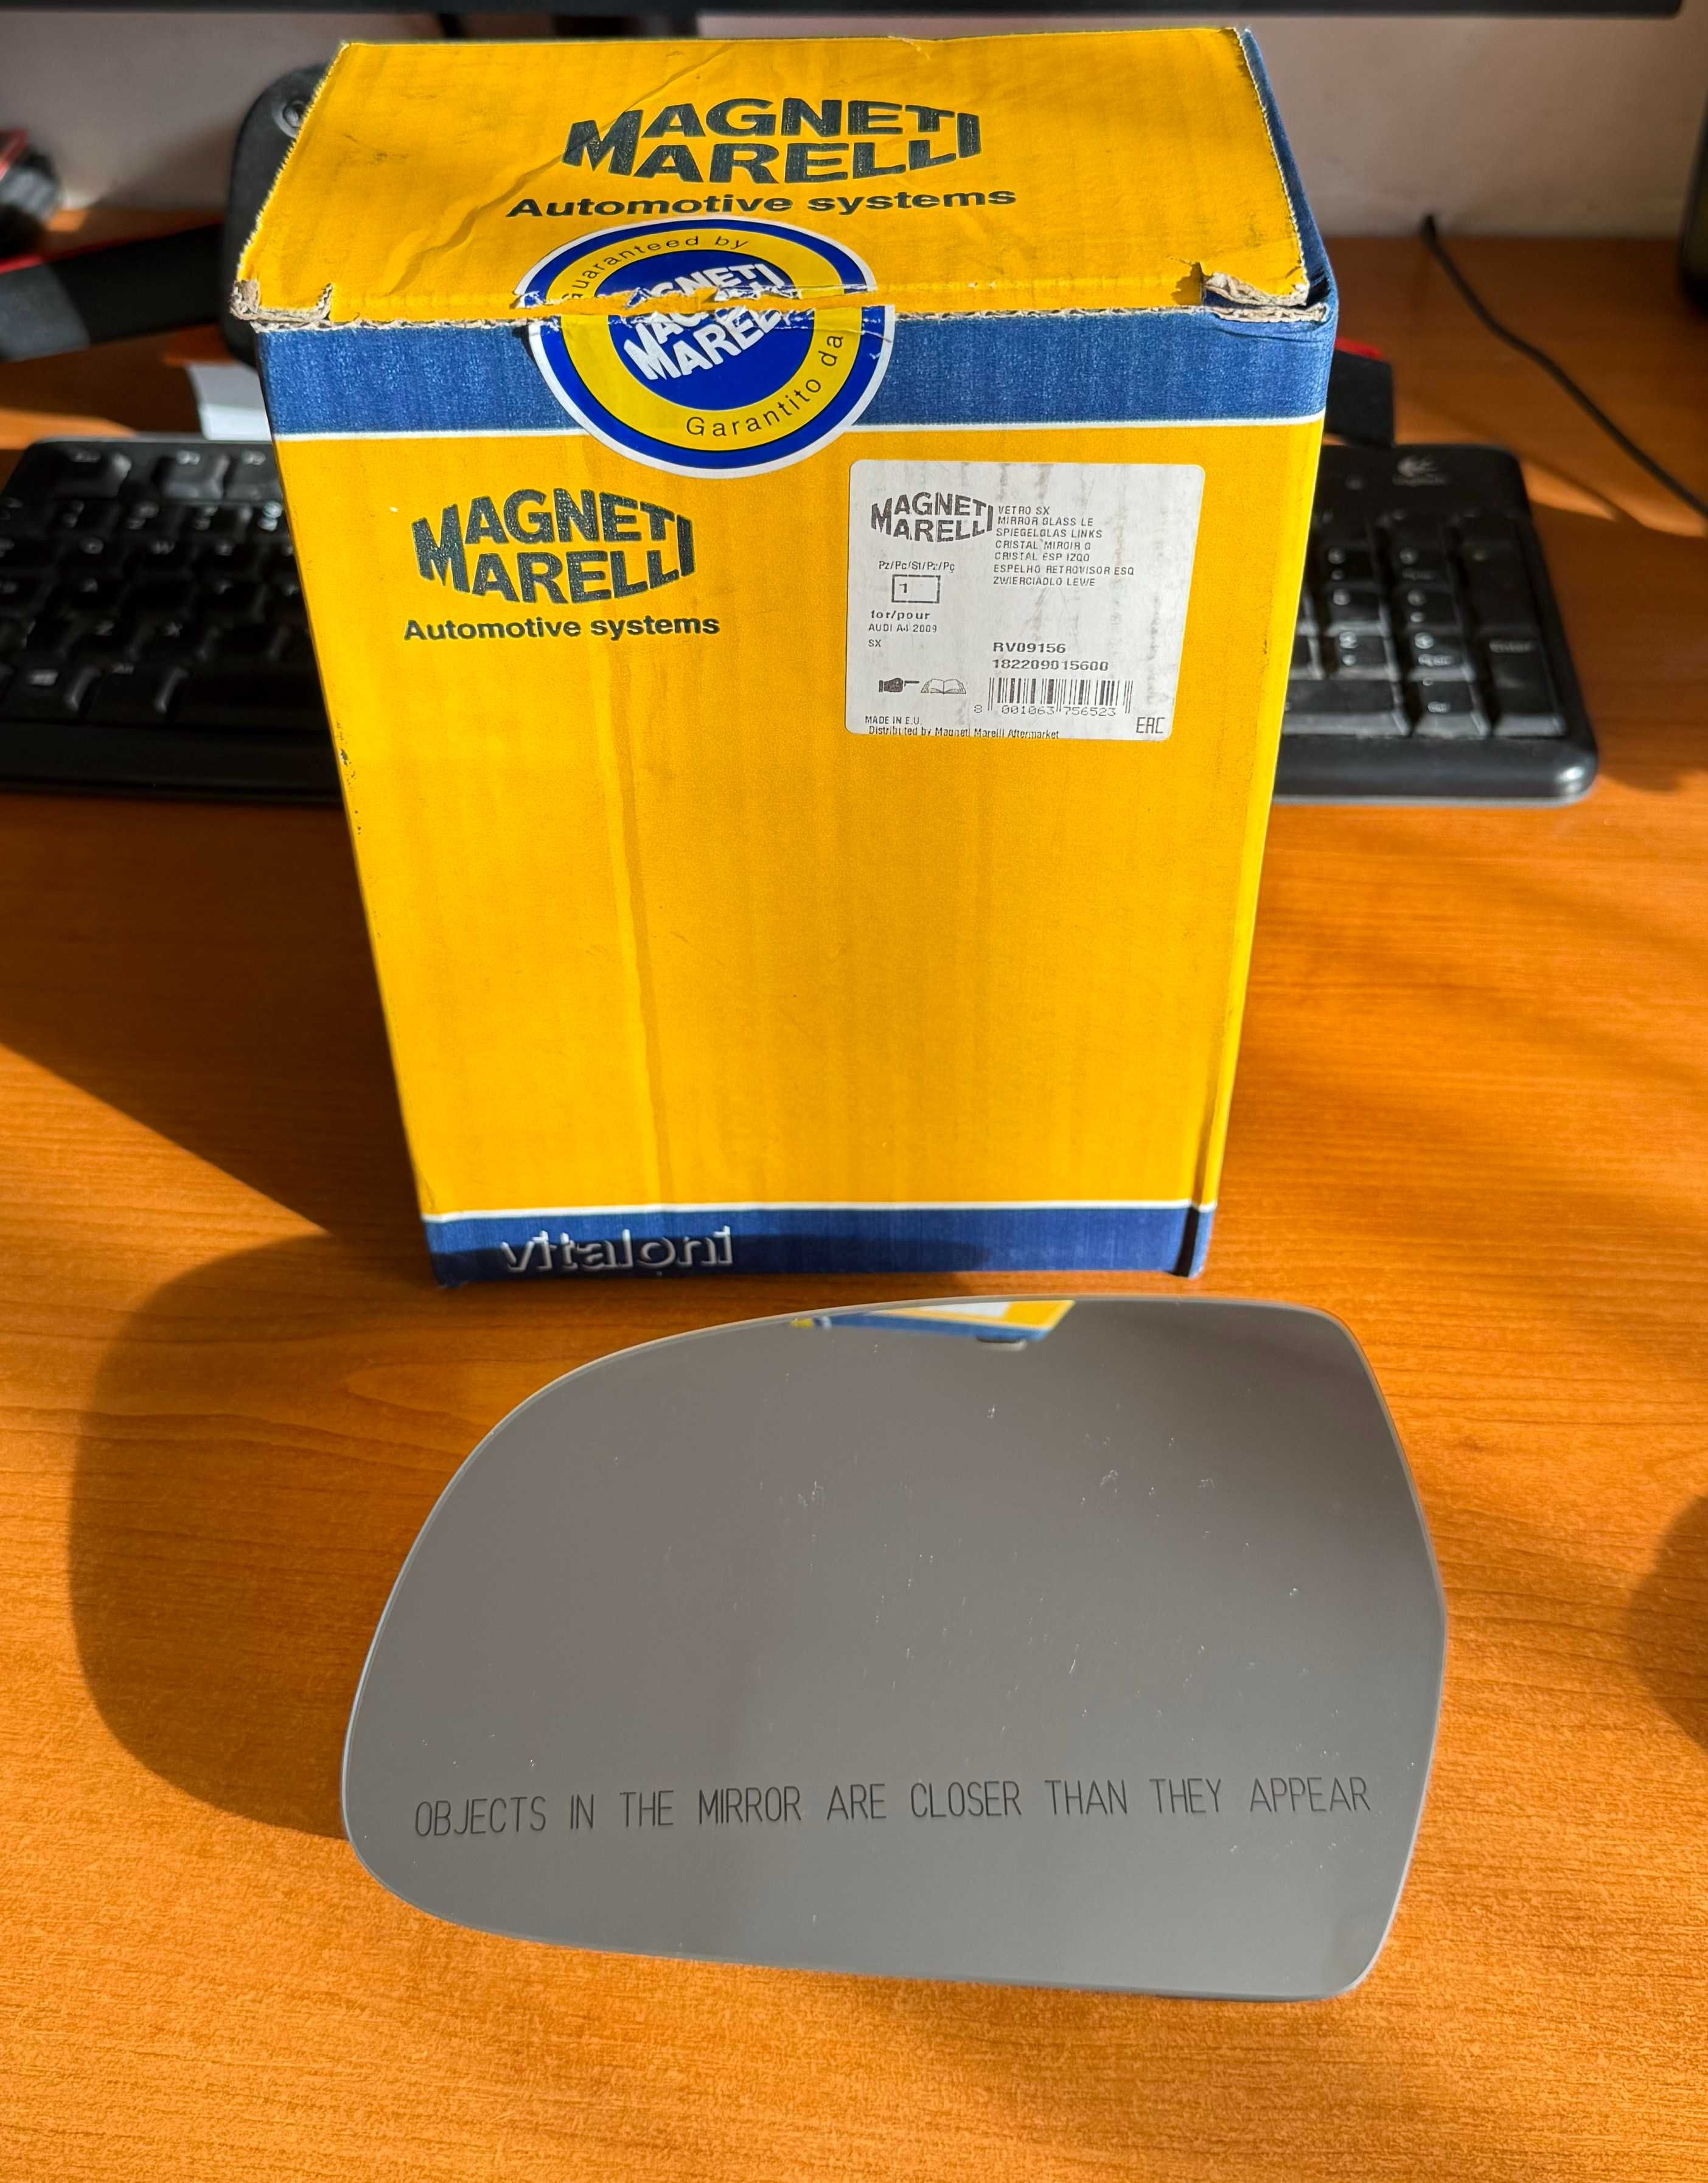 MAGNETI
MARELLI
Automotive systems
Guaranteed by
MAGNETI
MARELLI
Garantito da
MAGNETI
MARELLI
Automotive systems
MAGNETI
MARELLI
VETRO SX
MIRROR GLASS LE
SPIEGELGLAS LINKS
CRISTAL MIROIR G
CRISTAL ESP IZQO
ESPELHO RETROVISOR ESQ
ZWIERCIADLO LEWE
Pz/Pc/St/Pz/Pç
1
for/pour
AUDI A4 2009
SX
RV09156
182209015600
8 001063 756523
MADE IN E.U.
EAC
Distributed by Magneti Marelli Aftermarket
vitaloni
OBJECTS IN THE MIRROR ARE CLOSER THAN THEY APPEAR